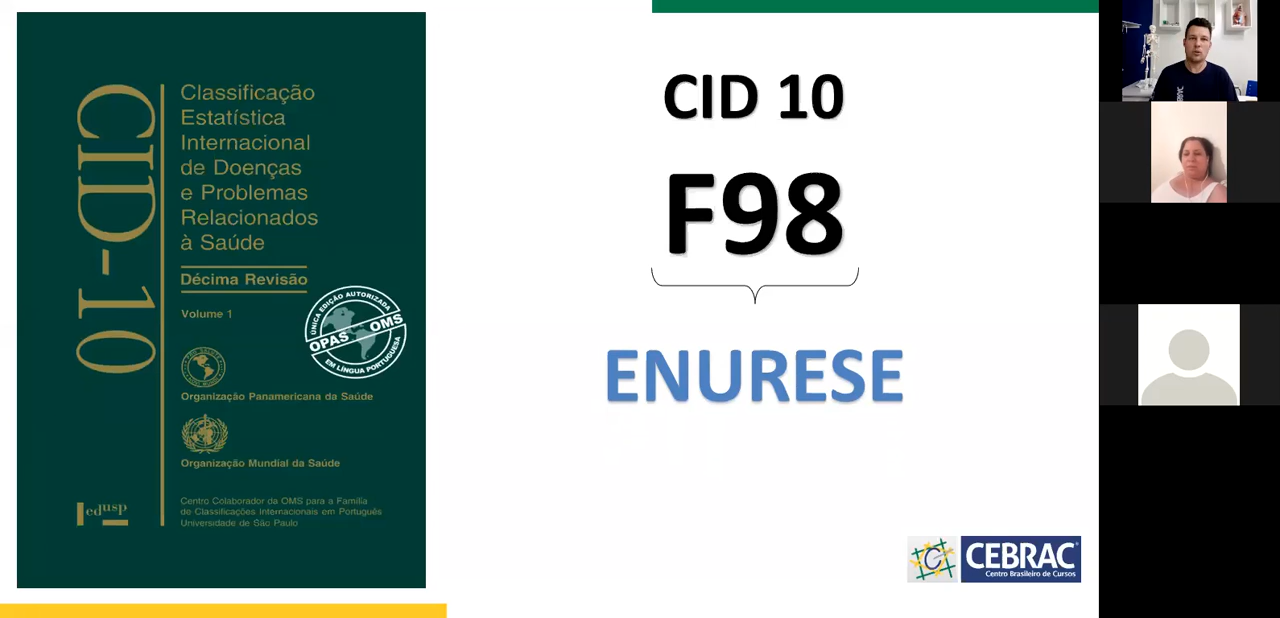 CID-10
Classificação
Estatística
Internacional
de Doenças
e Problemas
Relacionados
à Saúde
Décima Revisão
Volume 1
ÚNICA EDIÇÃO AUTORIZADA
OPAS OMS
EM LÍNGUA PORTUGUESA
Organização Panamericana da Saúde
Organização Mundial da Saúde
edusp
Centro Colaborador da OMS para a Família
de Classificações Internacionais em Português
Universidade de São Paulo
CID 10
F98
ENURESE
C
CEBRAC
Centro Brasileiro de Cursos
CEBRAC